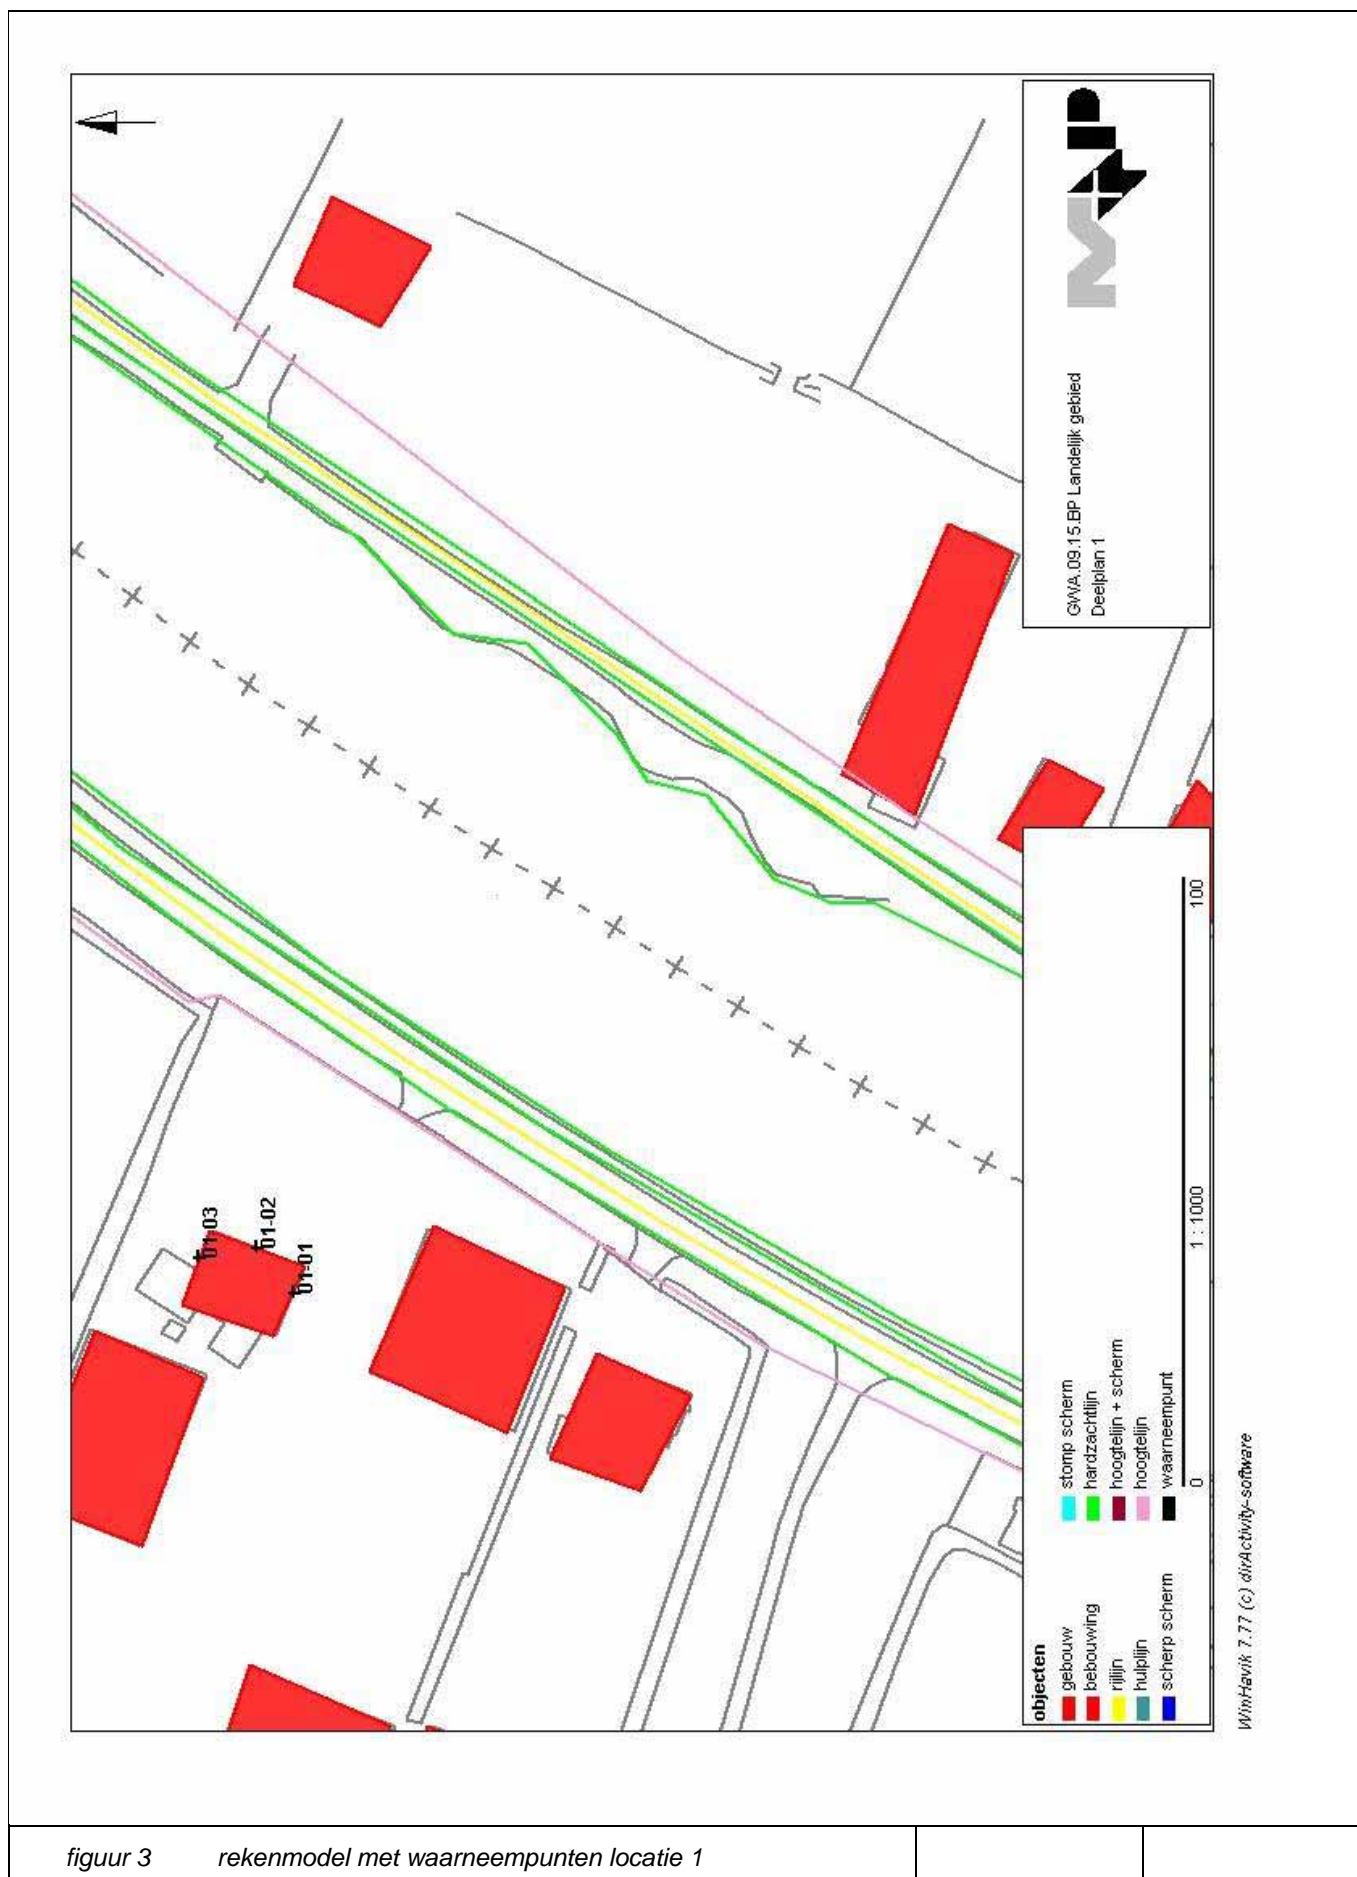 01-03
01-02
01-01
M+P
GWA.09.15.BP Landelijk gebied
Deelplan 1
objecten
gebouw
bebouwing
rijlijn
hulplijn
scherp scherm
stomp scherm
hardzachtlijn
hoogtelijn + scherm
hoogtelijn
waarneempunt
0
1 : 1000
100
WinHavik 7.77 (c) dirActivity-software
figuur 3 rekenmodel met waarneempunten locatie 1